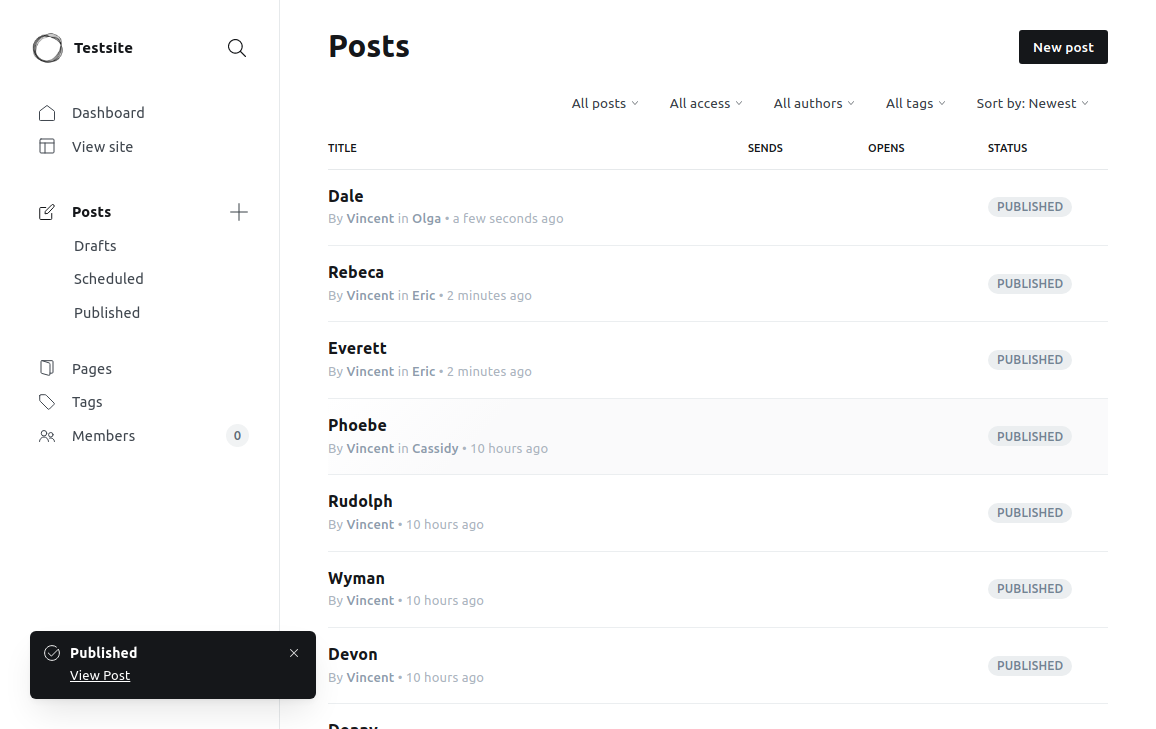 Testsite
Dashboard
View site
Posts
Drafts
Scheduled
Published
Pages
Tags
Members 0
Published
View Post
Posts
New post
All posts All access All authors All tags Sort by: Newest
TITLE SENDS OPENS STATUS
Dale
By Vincent in Olga • a few seconds ago
PUBLISHED
Rebeca
By Vincent in Eric • 2 minutes ago
PUBLISHED
Everett
By Vincent in Eric • 2 minutes ago
PUBLISHED
Phoebe
By Vincent in Cassidy • 10 hours ago
PUBLISHED
Rudolph
By Vincent • 10 hours ago
PUBLISHED
Wyman
By Vincent • 10 hours ago
PUBLISHED
Devon
By Vincent • 10 hours ago
PUBLISHED